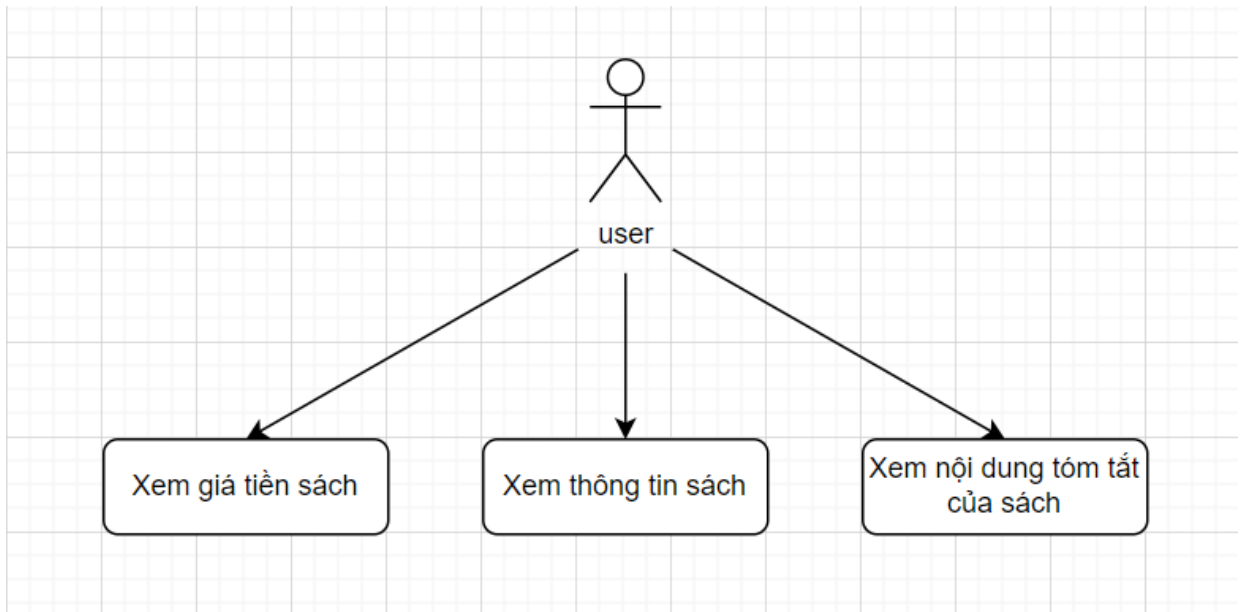 user
Xem giá tiền sách
Xem thông tin sách
Xem nội dung tóm tắt
của sách